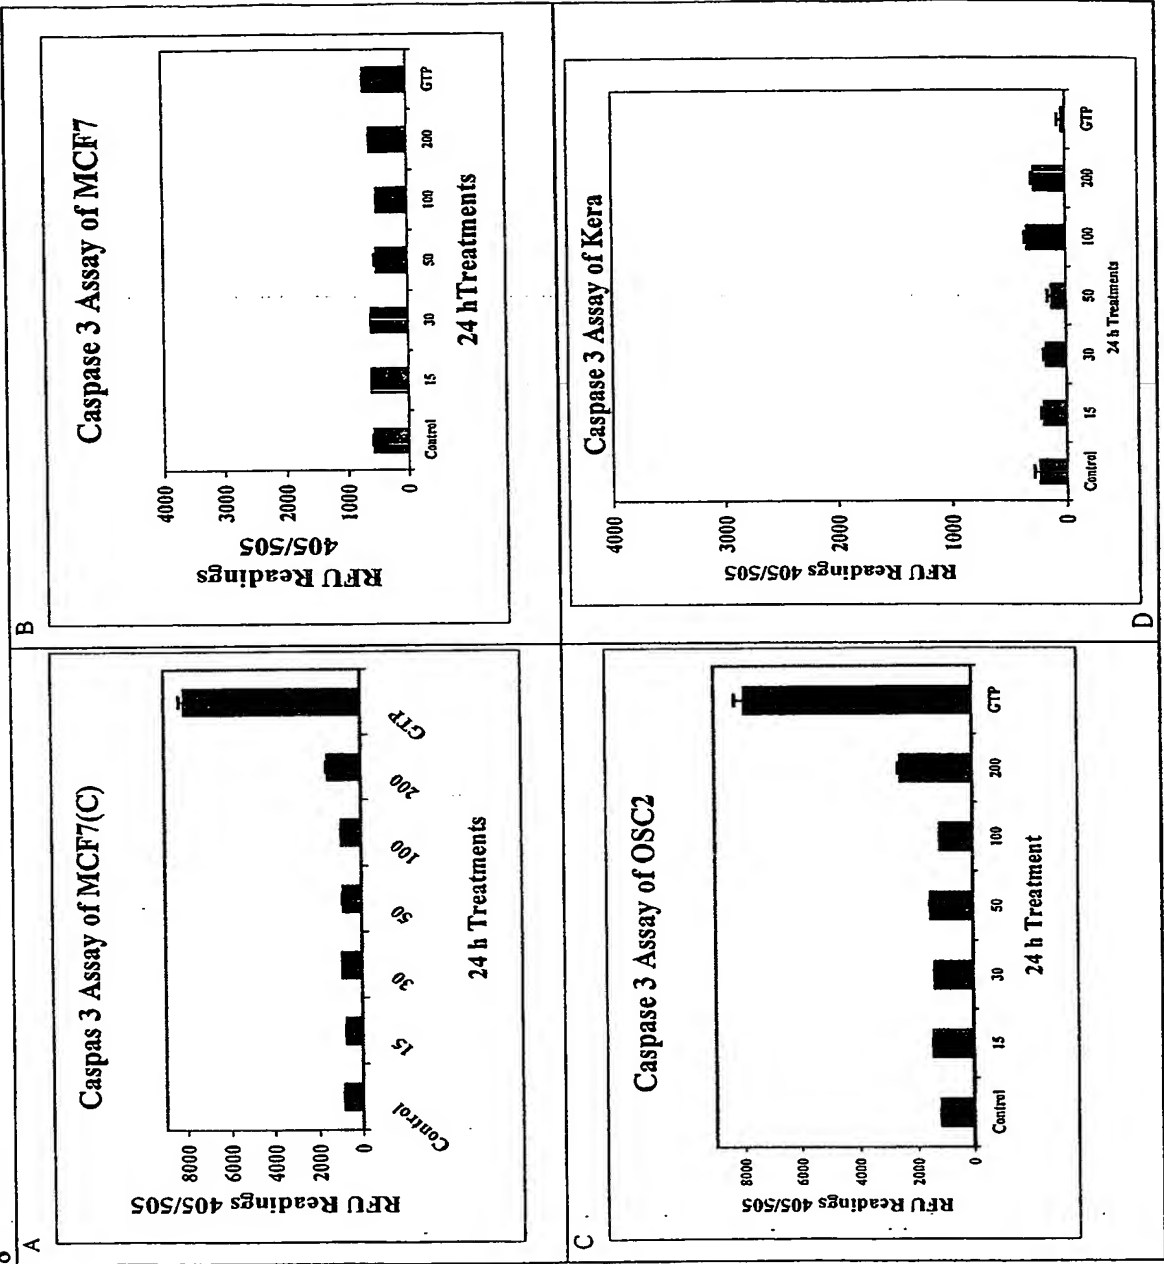 A
Caspas 3 Assay of MCF7(C)
RFU Readings 405/505
8000
6000
4000
2000
0
Control 15 30 50 100 200 GTP
24 h Treatments
B
Caspase 3 Assay of MCF7
RFU Readings
405/505
4000
3000
2000
1000
0
Control 15 30 50 100 200 GTP
24 hTreatments
C
Caspase 3 Assay of OSC2
RFU Readings 405/505
8000
6000
4000
2000
0
Control 15 30 50 100 200 GTP
24 h Treatment
D
Caspase 3 Assay of Kera
RFU Readings 405/505
4000
3000
2000
1000
0
Control 15 30 50 100 200 GTP
24 h Treatments